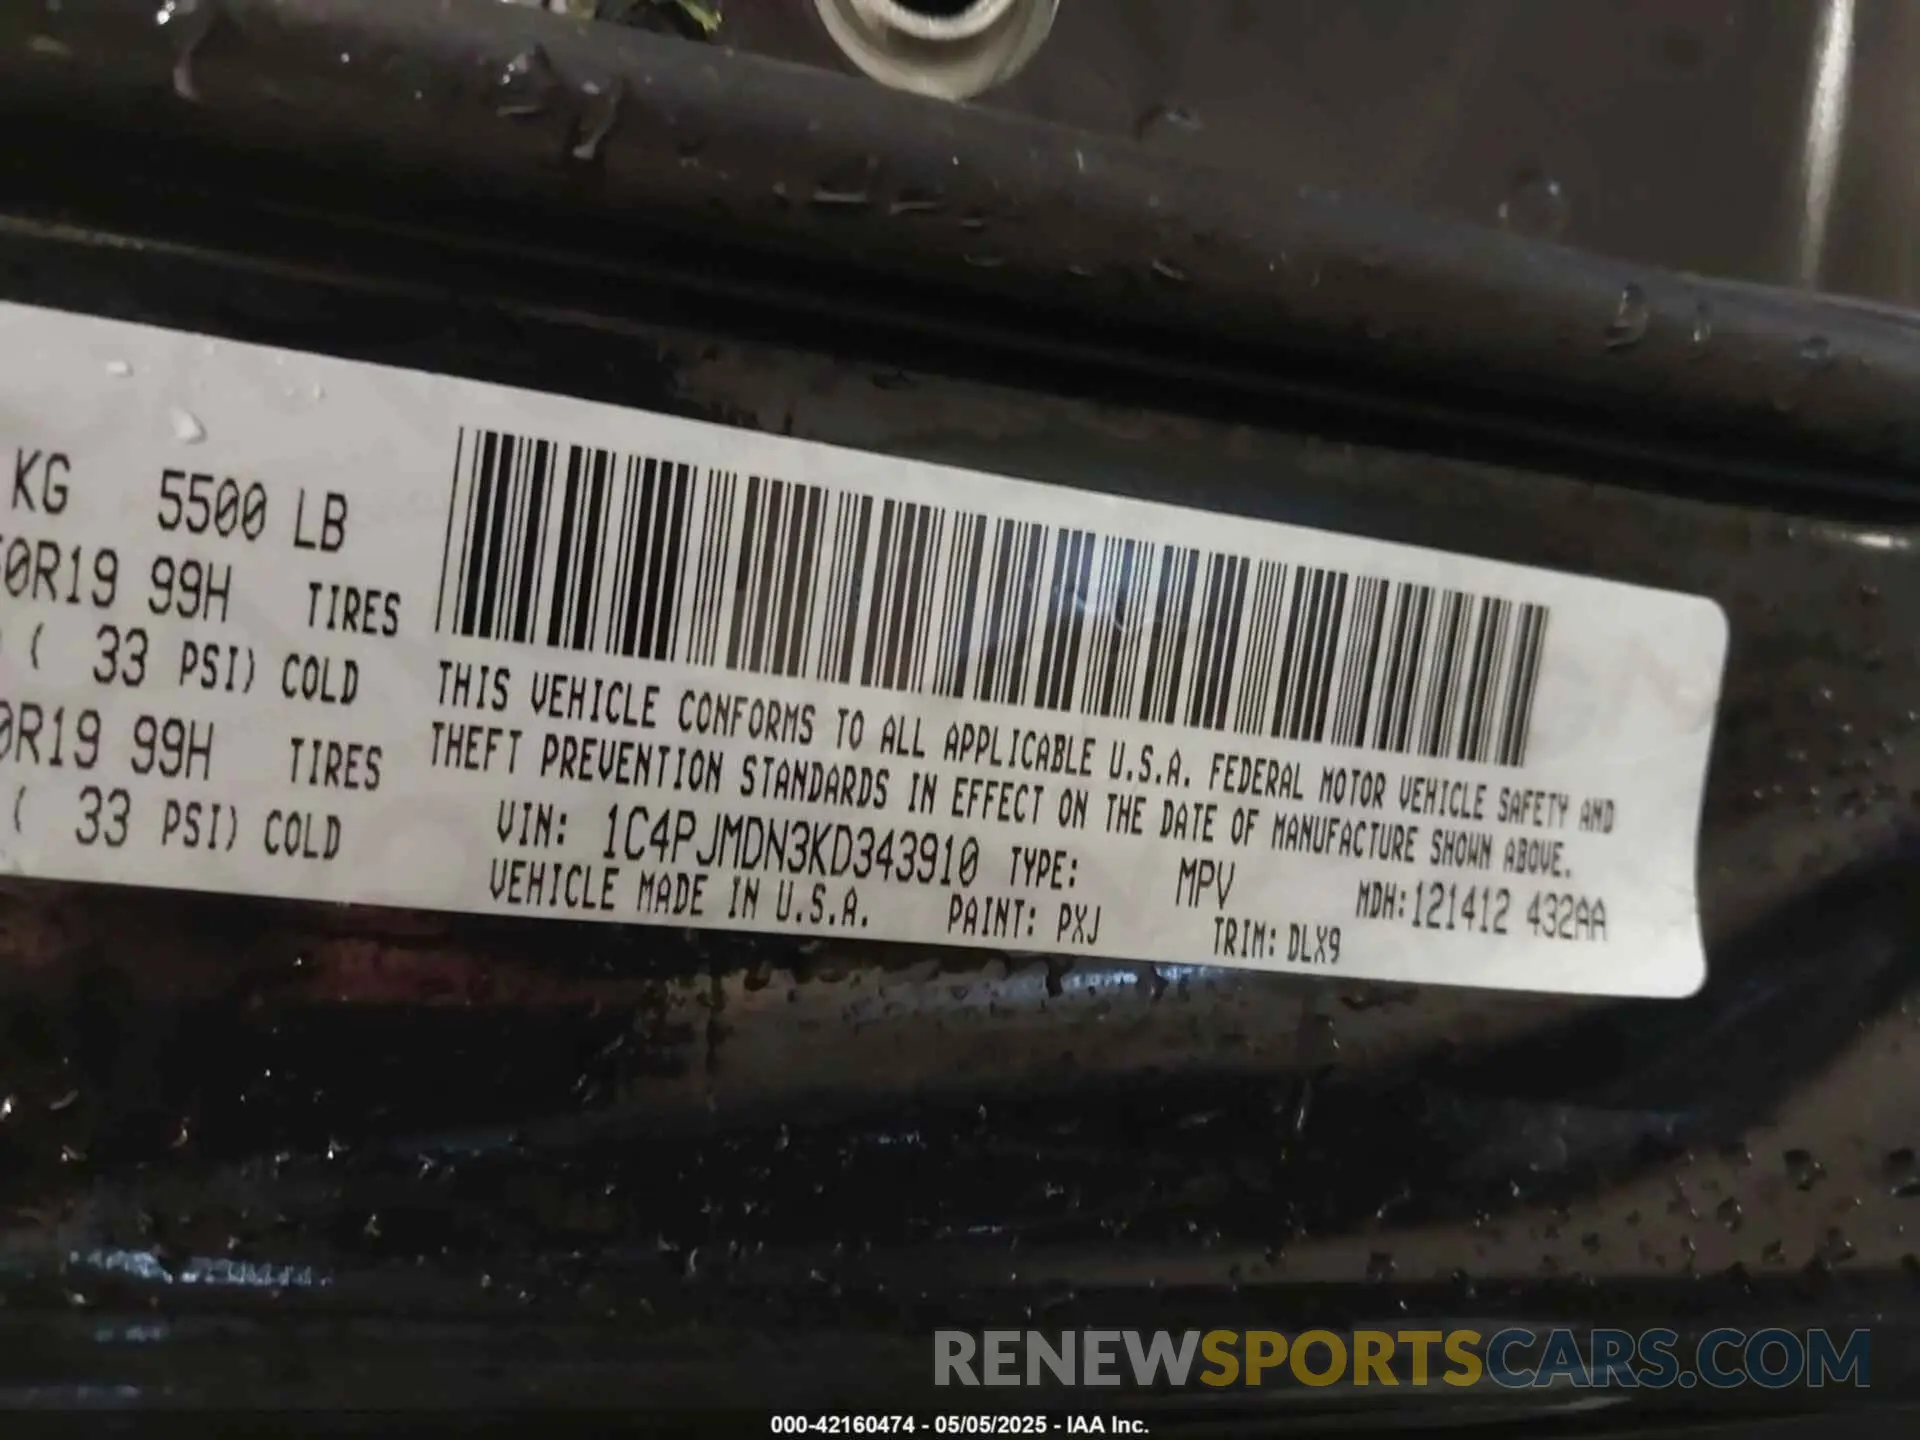 KG 5500 LB
0R19 99H TIRES
( 33 PSI) COLD
0R19 99H TIRES
( 33 PSI) COLD
THIS VEHICLE CONFORMS TO ALL APPLICABLE U.S.A. FEDERAL MOTOR VEHICLE SAFETY AND
THEFT PREVENTION STANDARDS IN EFFECT ON THE DATE OF MANUFACTURE SHOWN ABOVE.
VIN: 1C4PJMDN3KD343910 TYPE: MPV MDH:121412 432AA
VEHICLE MADE IN U.S.A. PAINT: PXJ TRIM: DLX9
RENEWSPORTSCARS.COM
000-42160474 - 05/05/2025 - IAA Inc.